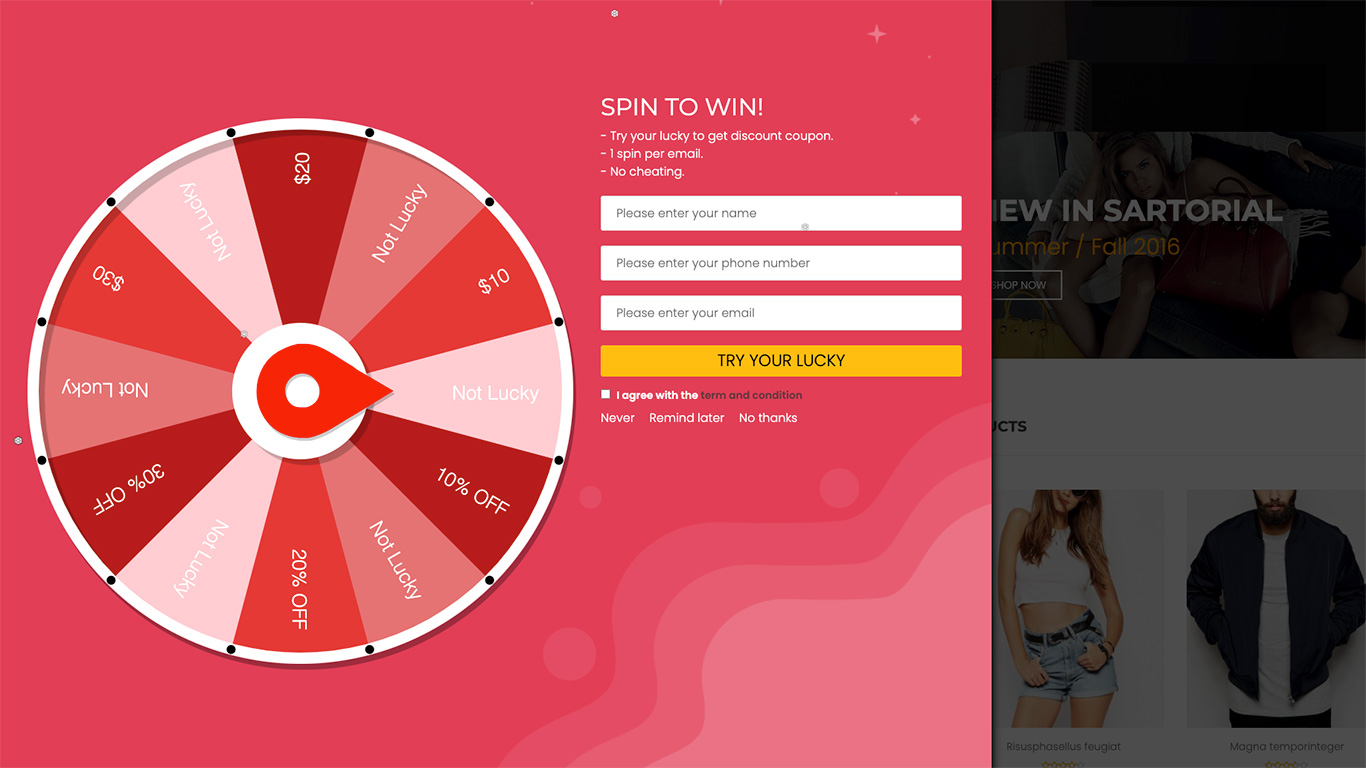 SPIN TO WIN!
- Try your lucky to get discount coupon.
- 1 spin per email.
- No cheating.
Please enter your name
Please enter your phone number
Please enter your email
TRY YOUR LUCKY
I agree with the term and condition
Never Remind later No thanks
$20
Not Lucky
$10
Not Lucky
10% OFF
Not Lucky
20% OFF
Not Lucky
30% OFF
Not Lucky
$30
Not Lucky
IEW IN SARTORIAL
ummer / Fall 2016
SHOP NOW
UCTS
Risusphasellus feugiat
Magna temporinteger